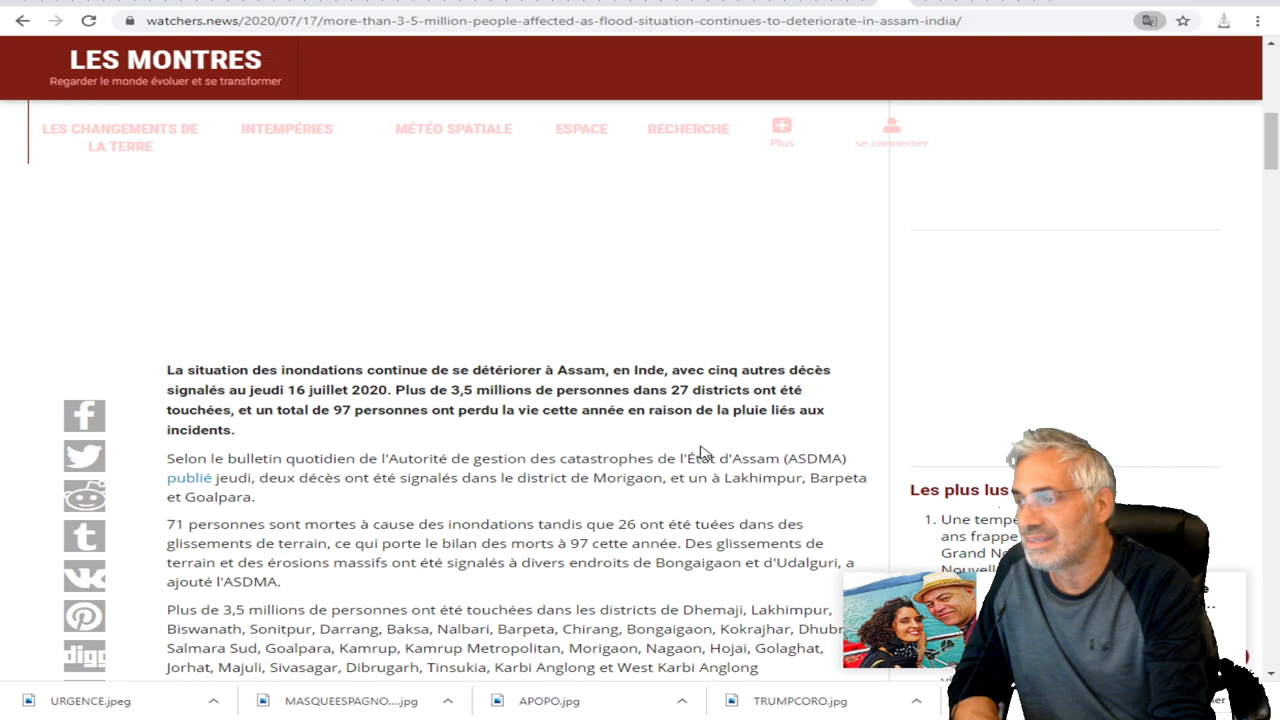 watchers.news/2020/07/17/more-than-3-5-million-people-affected-as-flood-situation-continues-to-deteriorate-in-assam-india/
LES MONTRES
Regarder le monde évoluer et se transformer
LES CHANGEMENTS DE
LA TERRE
INTEMPÉRIES
MÉTÉO SPATIALE
ESPACE
RECHERCHE
Plus
se connecter
La situation des inondations continue de se détériorer à Assam, en Inde, avec cinq autres décès
signalés au jeudi 16 juillet 2020. Plus de 3,5 millions de personnes dans 27 districts ont été
touchées, et un total de 97 personnes ont perdu la vie cette année en raison de la pluie liés aux
incidents.
Selon le bulletin quotidien de l'Autorité de gestion des catastrophes de l'État d'Assam (ASDMA)
publié jeudi, deux décès ont été signalés dans le district de Morigaon, et un à Lakhimpur, Barpeta
et Goalpara.
71 personnes sont mortes à cause des inondations tandis que 26 ont été tuées dans des
glissements de terrain, ce qui porte le bilan des morts à 97 cette année. Des glissements de
terrain et des érosions massifs ont été signalés à divers endroits de Bongaigaon et d'Udalguri, a
ajouté l'ASDMA.
Plus de 3,5 millions de personnes ont été touchées dans les districts de Dhemaji, Lakhimpur,
Biswanath, Sonitpur, Darrang, Baksa, Nalbari, Barpeta, Chirang, Bongaigaon, Kokrajhar, Dhubr
Salmara Sud, Goalpara, Kamrup, Kamrup Metropolitan, Morigaon, Nagaon, Hojai, Golaghat,
Jorhat, Majuli, Sivasagar, Dibrugarh, Tinsukia, Karbi Anglong et West Karbi Anglong
digg
Les plus lus
1. Une temp
ans frappe
Grand No
Nouvell
URGENCE.jpeg
MASQUEESPAGNO....jpg
APOPO.jpg
TRUMPCORO.jpg